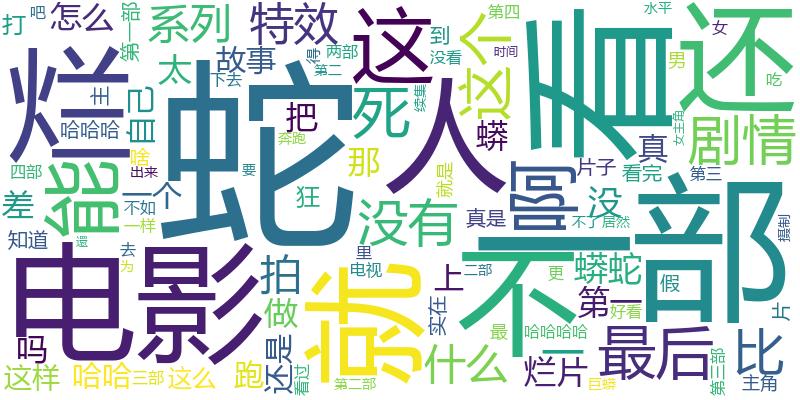 打
吧
怎么
第一部
系列
特效
这
得
两部
第二
到
没看
第四
水平
女
男
吃
看
还
烂
主
哈哈哈
自己
太
故事
下去
蛇
把
死
续集
人
这个
时间
女主角
剧情
四部
能
啥
出来
奔跑
要
狂
那
蟒
就是
啊
真
片子
看完
第三
差
知道
不如
一个
一样
还
去
为
没有
真是
没
不了
居然
摄制
部
电影
拍
里
电视
就
上
二部
实在
不
更
蟒蛇
第一
好看
假
片
吗
做
还是
看过
第二部
什么
最
哈哈哈哈
烂片
巨蟒
最后
第三部
比
主角
这样
哈哈
三部
这么
跑